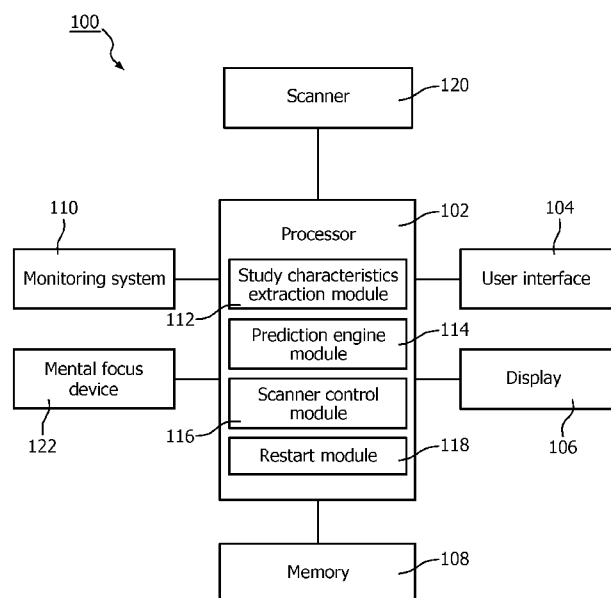 100
Scanner
120
110
102
104
Processor
Monitoring system
Study characteristics
extraction module
User interface
112
114
Prediction engine
module
Mental focus
device
Scanner control
module
Display
122
116
118
106
Restart module
Memory
108